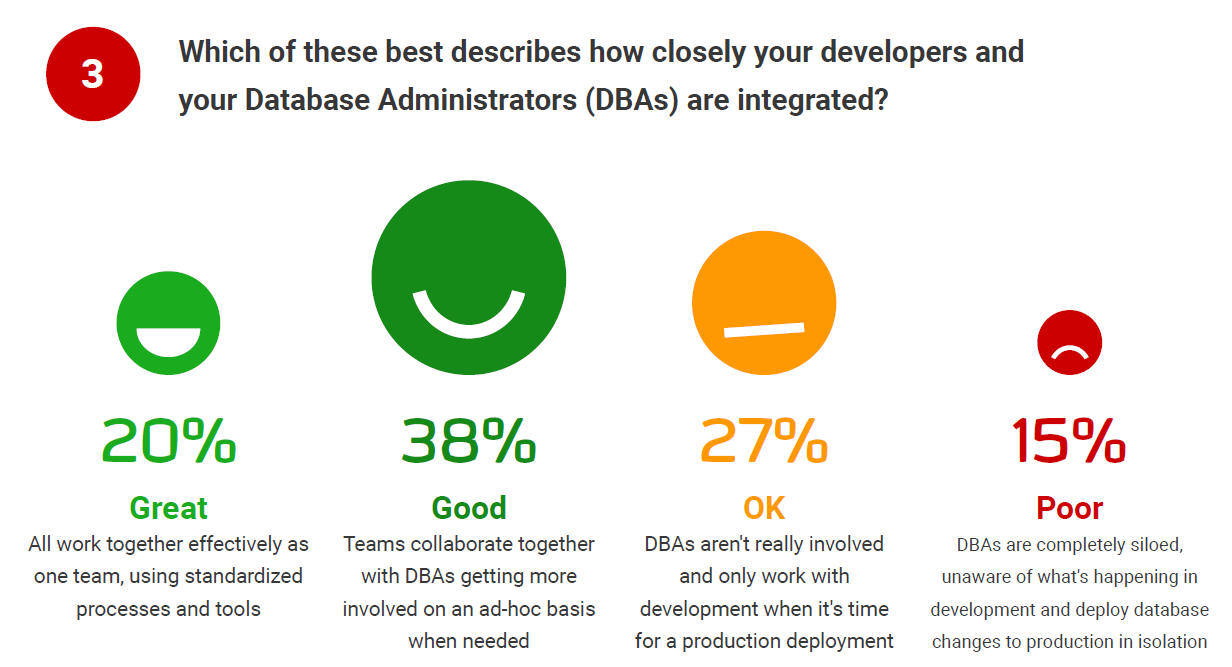 3
Which of these best describes how closely your developers and
your Database Administrators (DBAs) are integrated?
20%
Great
All work together effectively as
one team, using standardized
processes and tools
38%
Good
Teams collaborate together
with DBAs getting more
involved on an ad-hoc basis
when needed
27%
OK
DBAs aren't really involved
and only work with
development when it's time
for a production deployment
15%
Poor
DBAs are completely siloed,
unaware of what's happening in
development and deploy database
changes to production in isolation